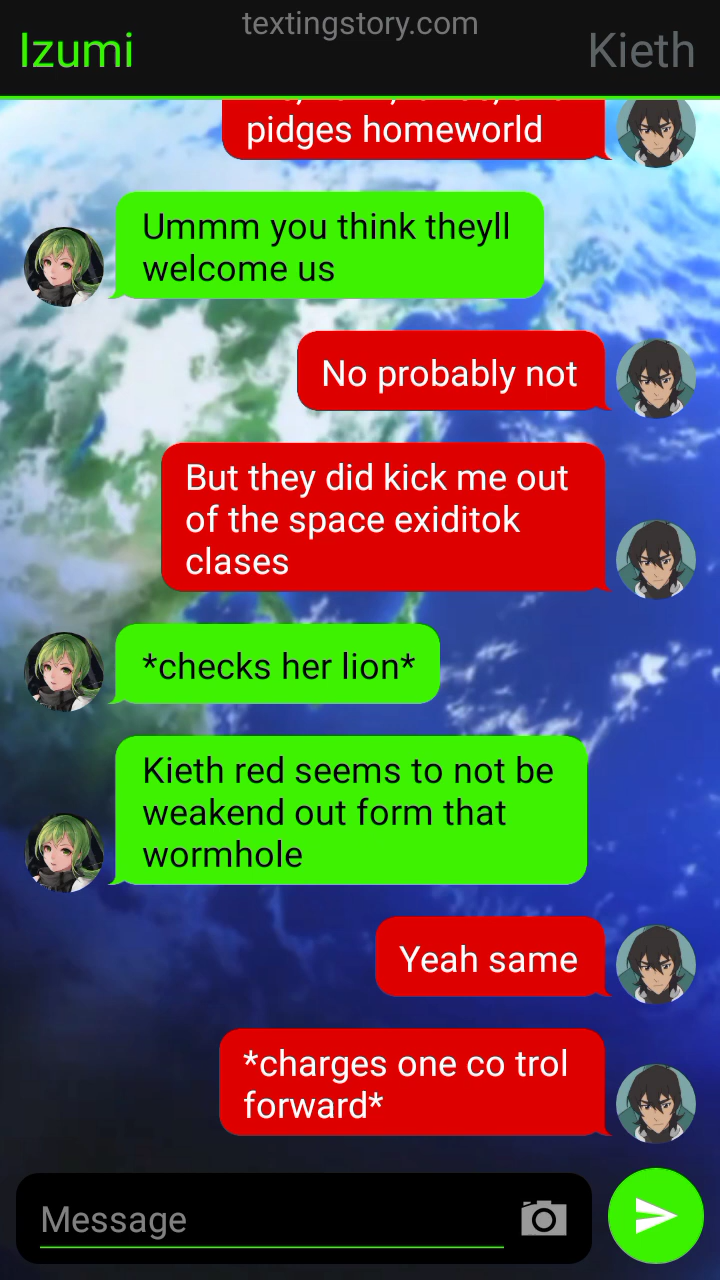 textingstory.com
Izumi
Kieth
pidges homeworld
Ummm you think theyll
welcome us
No probably not
But they did kick me out
of the space exiditok
clases
*checks her lion*
Kieth red seems to not be
weakend out form that
wormhole
Yeah same
*charges one co trol
forward*
Message